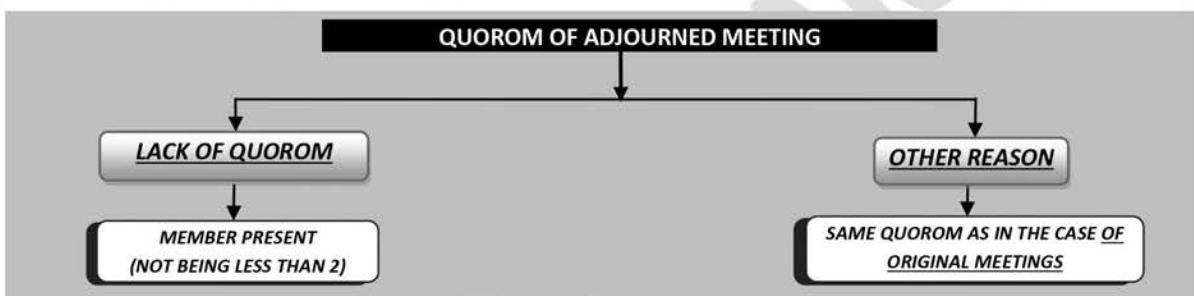 QUOROM OF ADJOURNED MEETING
LACK OF QUOROM
OTHER REASON
MEMBER PRESENT
(NOT BEING LESS THAN 2)
SAME QUOROM AS IN THE CASE OF
ORIGINAL MEETINGS